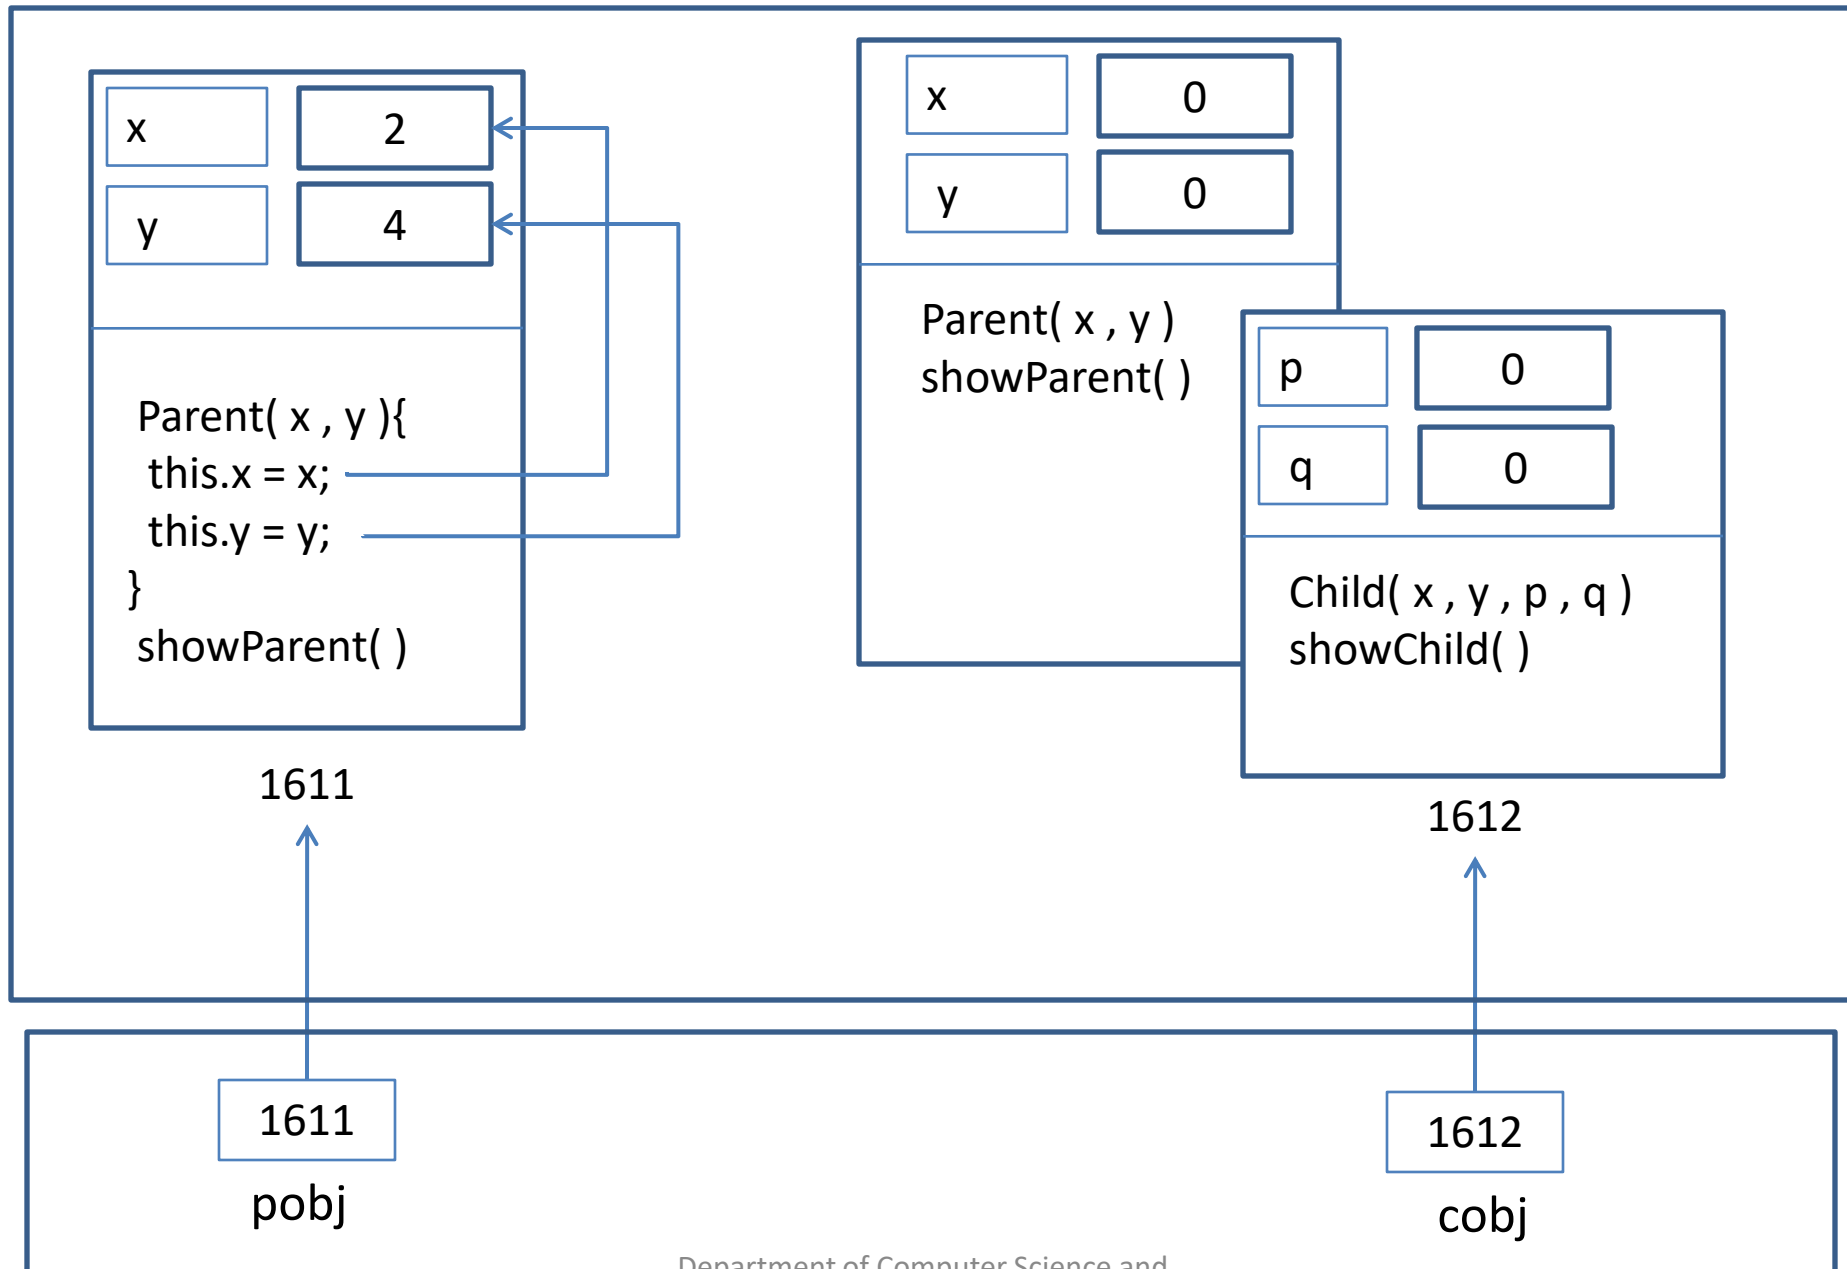 x 2
y 4
Parent( x , y ){
this.x = x;
this.y = y;
}
showParent( )
1611
x 0
y 0
Parent( x , y )
showParent( )
p 0
q 0
Child( x , y , p , q )
showChild( )
1612
1611
pobj
1612
cobj
Department of Computer Science and